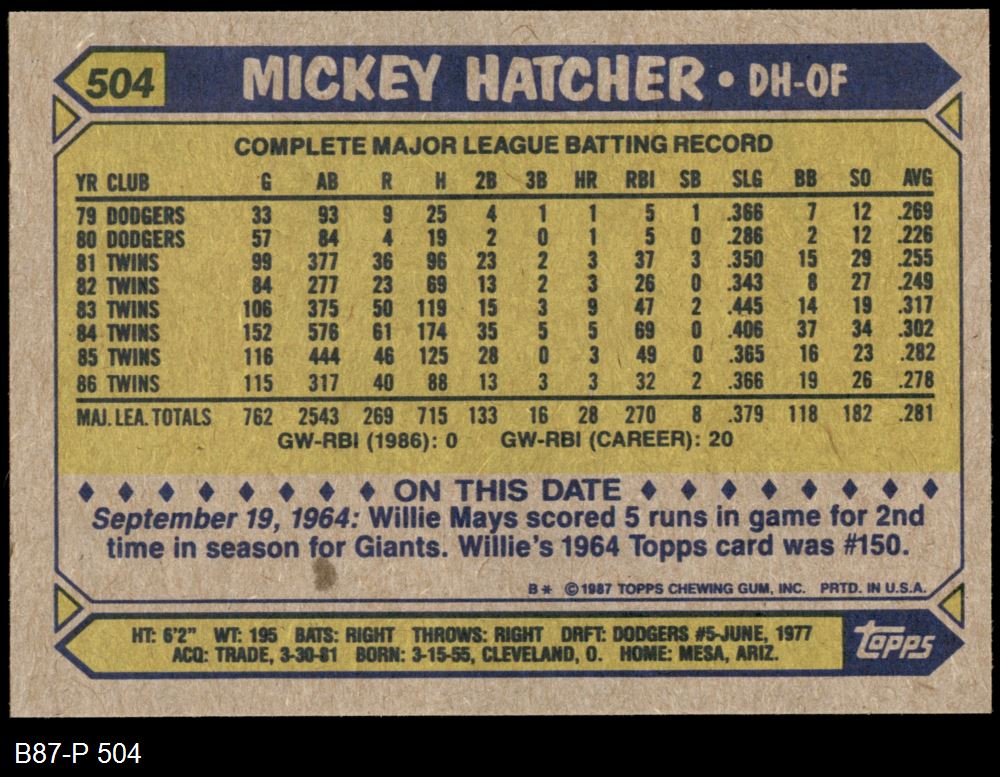 504 MICKEY HATCHER • DH-OF
COMPLETE MAJOR LEAGUE BATTING RECORD
YR CLUB G AB R H 2B 3B HR RBI SB SLG BB SO AVG
79 DODGERS 33 93 9 25 4 1 1 5 1 .366 7 12 .269
80 DODGERS 57 84 4 19 2 0 1 5 0 .286 2 12 .226
81 TWINS 99 377 36 96 23 2 3 37 3 .350 15 29 .255
82 TWINS 84 277 23 69 13 2 3 26 0 .343 8 27 .249
83 TWINS 106 375 50 119 15 3 9 47 2 .445 14 19 .317
84 TWINS 152 576 61 174 35 5 5 69 0 .406 37 34 .302
85 TWINS 116 444 46 125 28 0 3 49 0 .365 16 23 .282
86 TWINS 115 317 40 88 13 3 3 32 2 .366 19 26 .278
MAJ. LEA. TOTALS 762 2543 269 715 133 16 28 270 8 .379 118 182 .281
GW-RBI (1986): 0 GW-RBI (CAREER): 20
ON THIS DATE
September 19, 1964: Willie Mays scored 5 runs in game for 2nd
time in season for Giants. Willie's 1964 Topps card was #150.
B* © 1987 TOPPS CHEWING GUM, INC. PRTD. IN U.S.A.
HT: 6'2" WT: 195 BATS: RIGHT THROWS: RIGHT DRFT: DODGERS #5-JUNE, 1977
ACQ: TRADE, 3-30-81 BORN: 3-15-55, CLEVELAND, O. HOME: MESA, ARIZ.
topps
B87-P 504